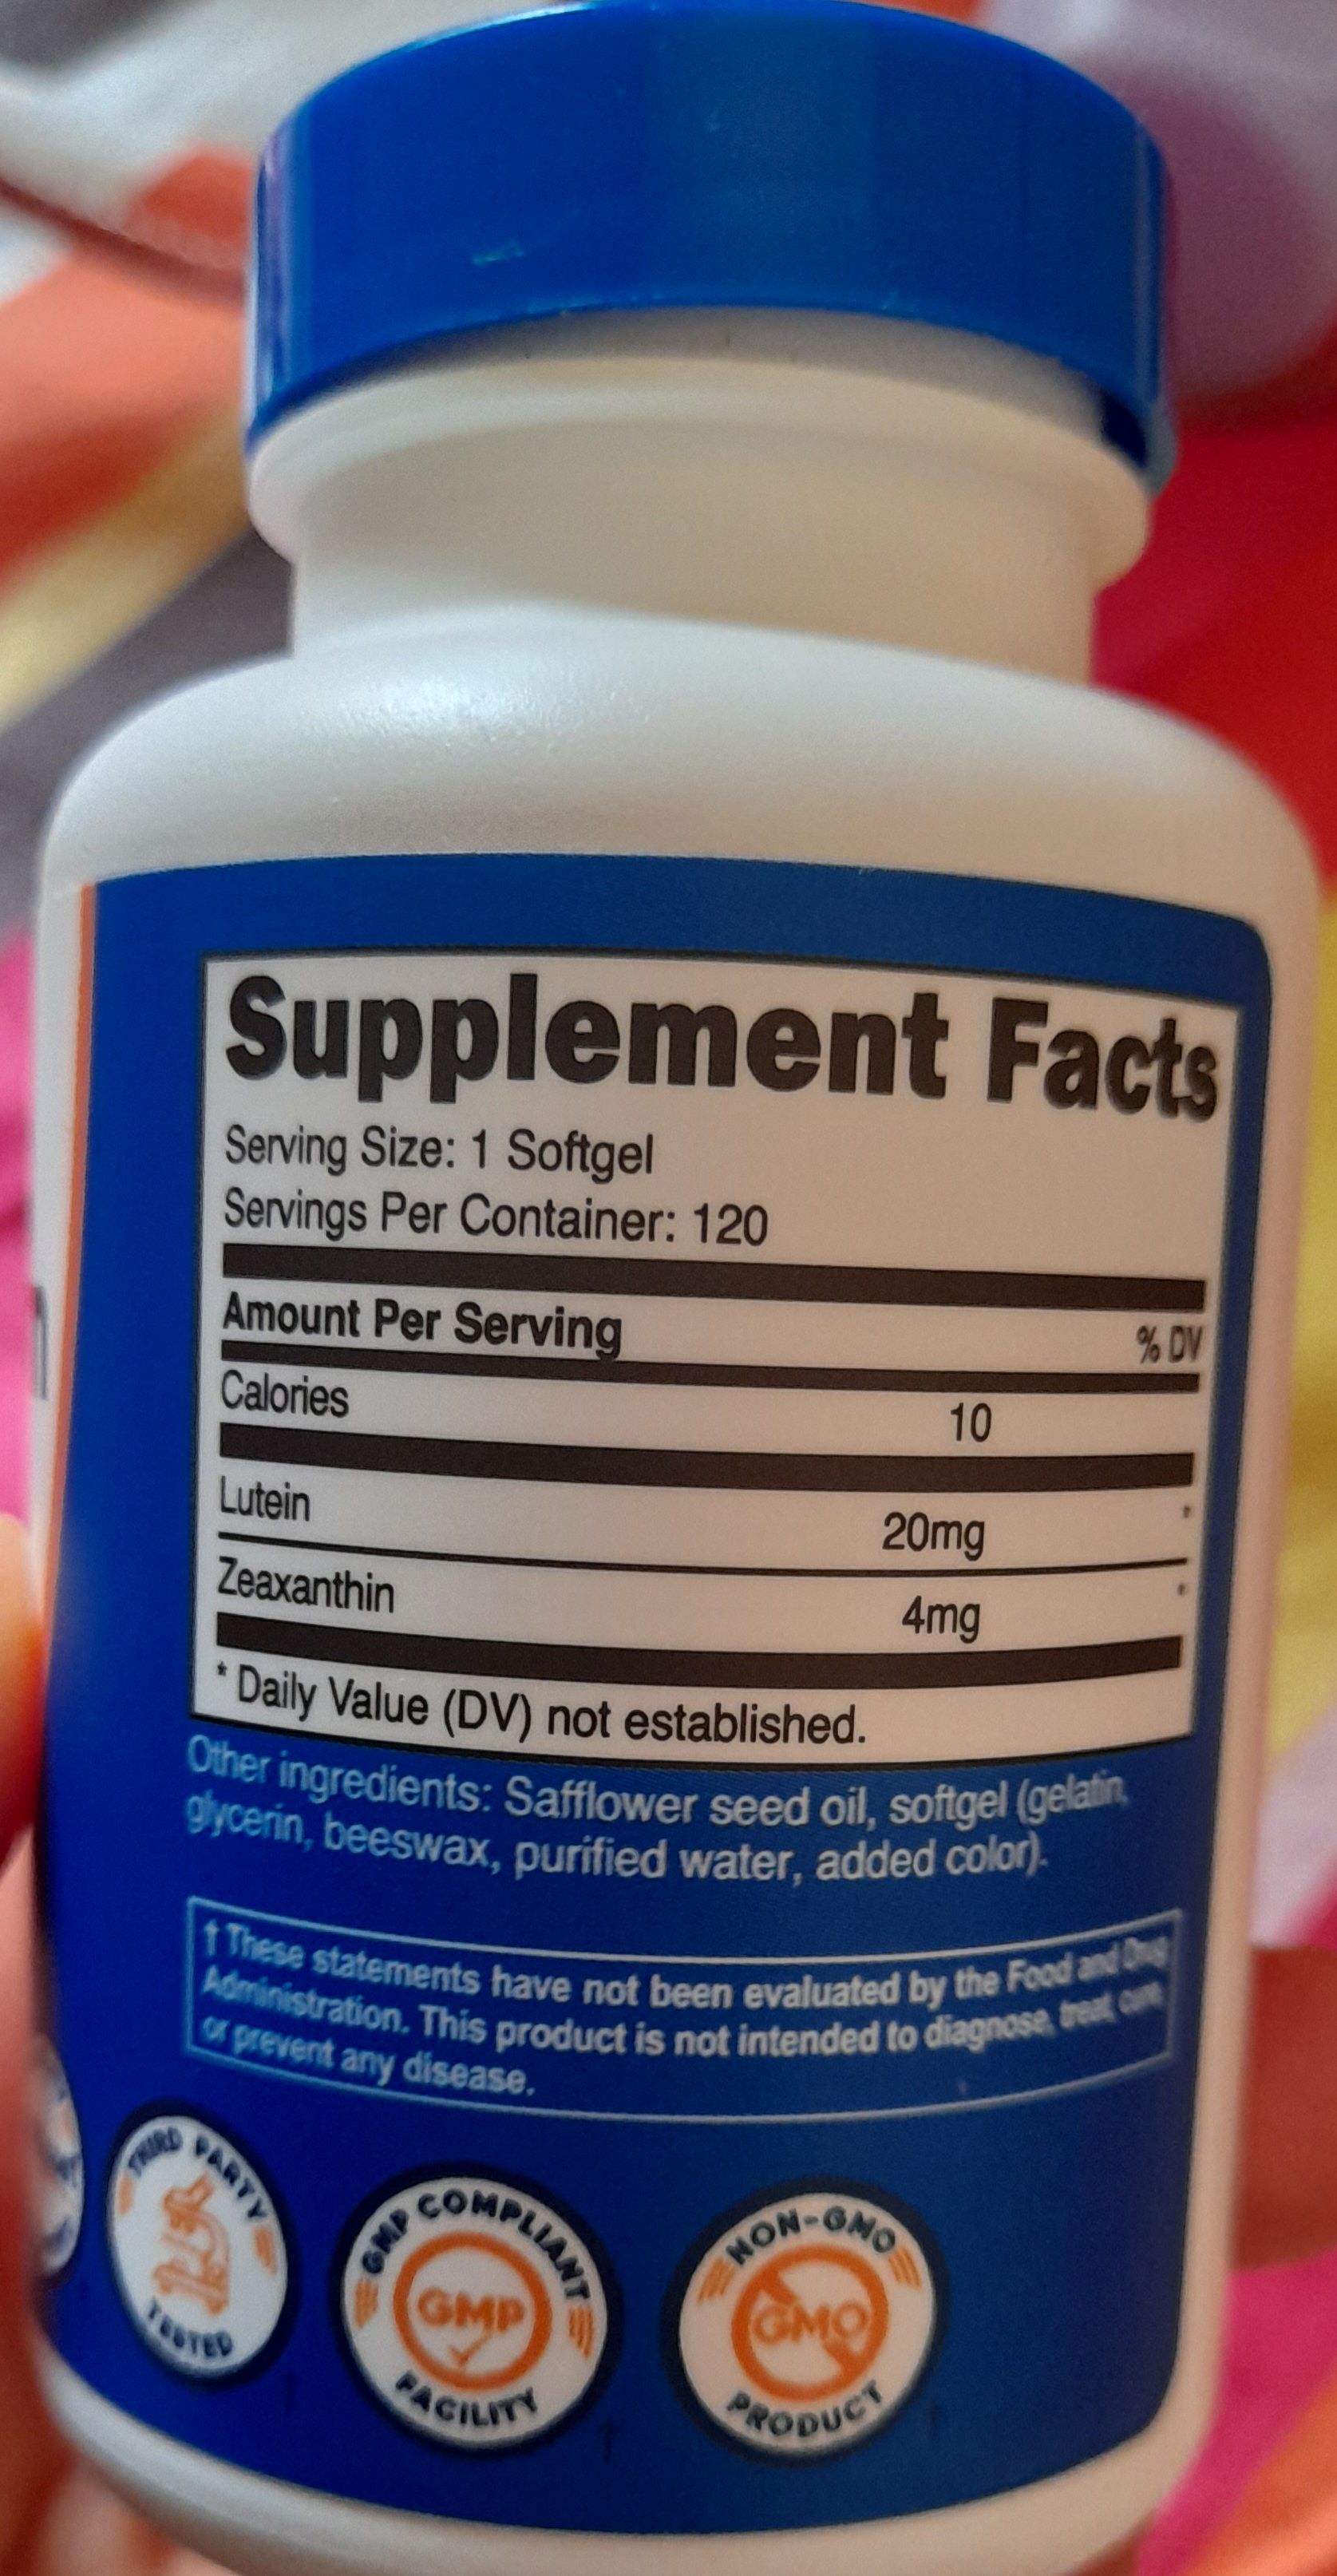 Supplement Facts
Serving Size: 1 Softgel
Servings Per Container: 120
Amount Per Serving % DV
Calories 10
Lutein 20mg *
Zeaxanthin 4mg *
* Daily Value (DV) not established.
Other ingredients: Safflower seed oil, softgel (gelatin,
glycerin, beeswax, purified water, added color).
† These statements have not been evaluated by the Food and Drug
Administration. This product is not intended to diagnose, treat, cure,
or prevent any disease.
THIRD PARTY
TESTED
GMP COMPLIANT
GMP
FACILITY
NON-GMO
GMO
PRODUCT